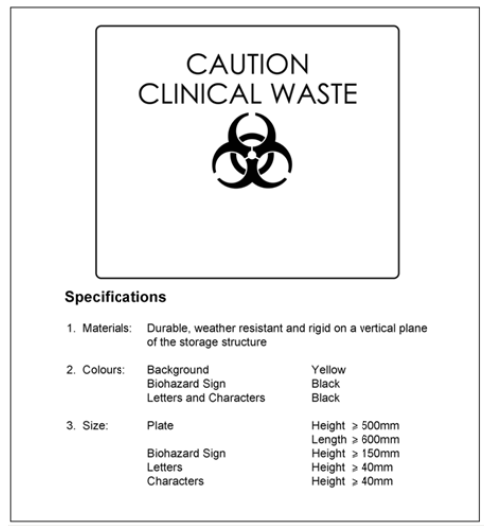 CAUTION
CLINICAL WASTE
Specifications
1. Materials: Durable, weather resistant and rigid on a vertical plane
of the storage structure
2. Colours: Background Yellow
Biohazard Sign Black
Letters and Characters Black
3. Size: Plate Height ⩾ 500mm
Length ⩾ 600mm
Biohazard Sign Height ⩾ 150mm
Letters Height ⩾ 40mm
Characters Height ⩾ 40mm